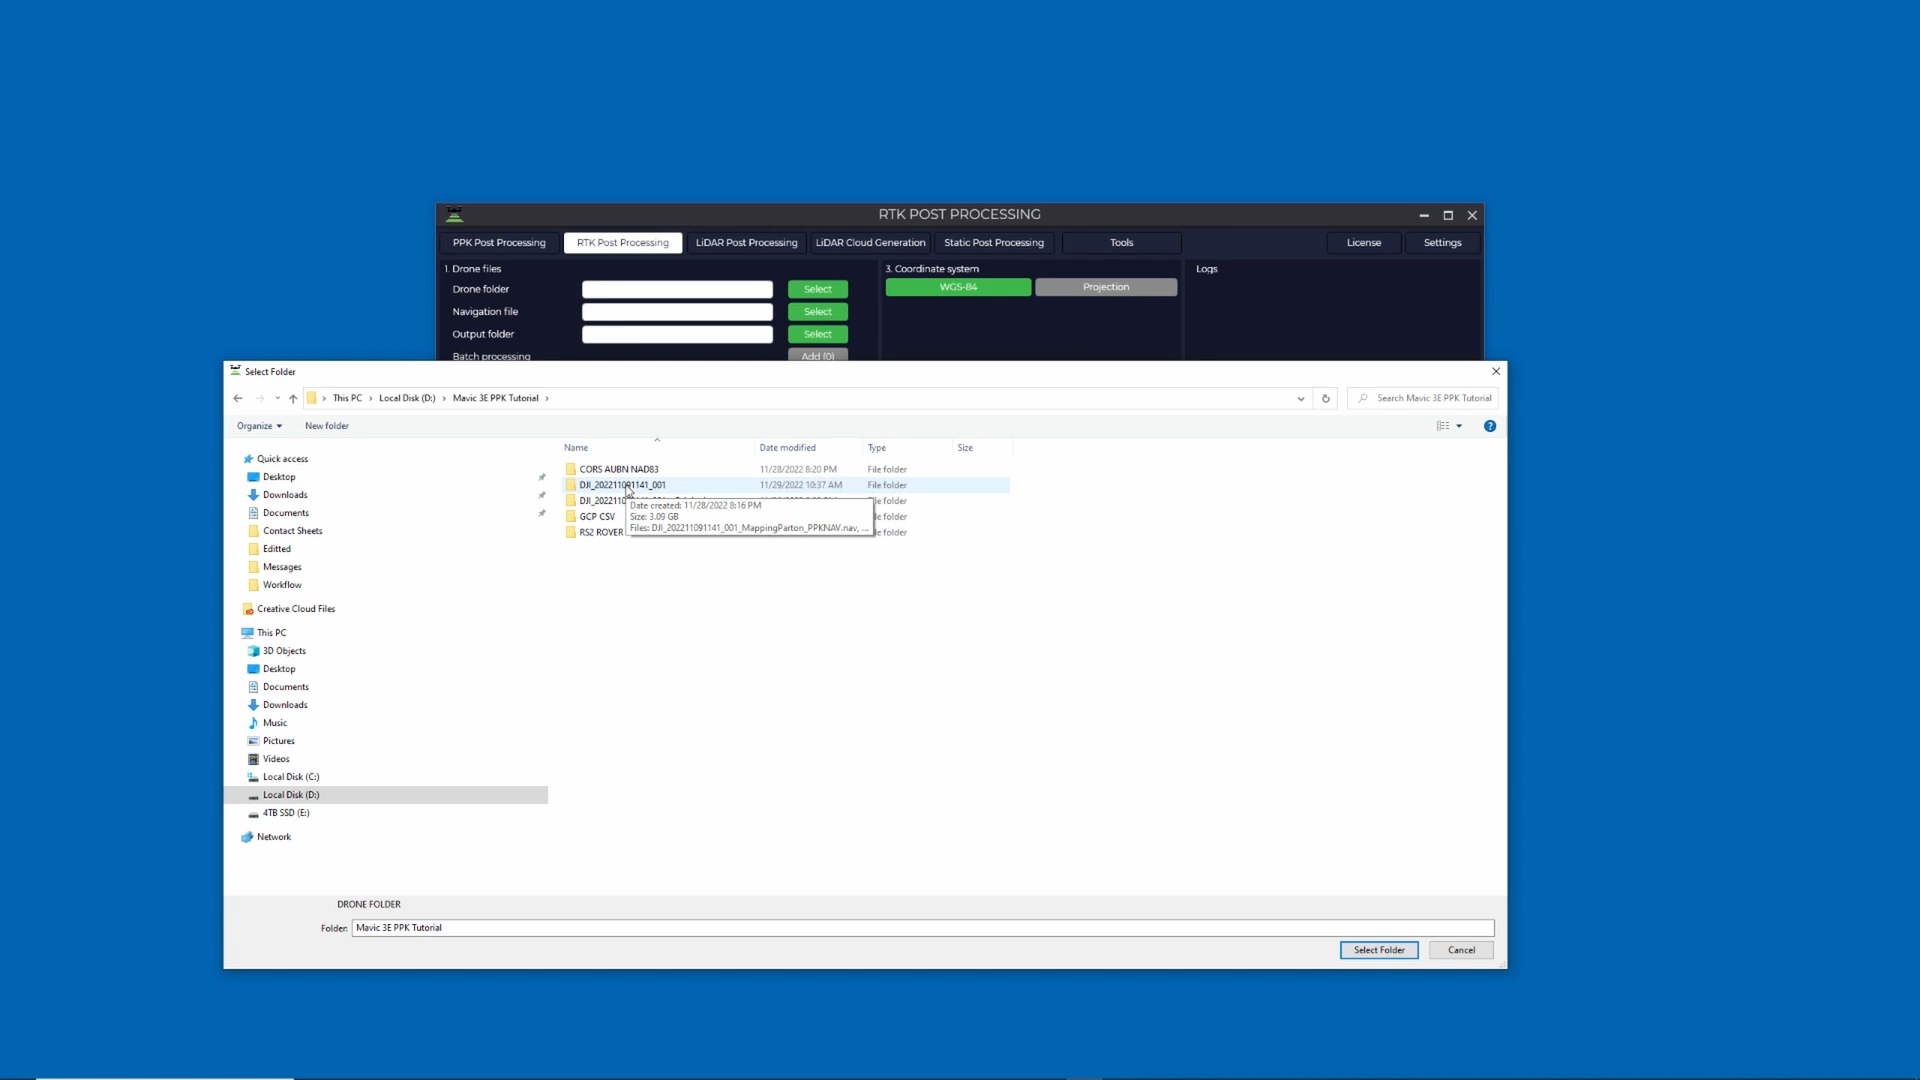 RTK POST PROCESSING
PPK Post Processing RTK Post Processing LiDAR Post Processing LiDAR Cloud Generation Static Post Processing Tools License Settings
1. Drone files 3. Coordinate system Logs
Drone folder Select WGS-84 Projection
Navigation file Select
Output folder Select
Batch processing Add (0)
Select Folder
This PC › Local Disk (D:) › Mavic 3E PPK Tutorial › Search Mavic 3E PPK Tutorial
Organize New folder
Name Date modified Type Size
CORS AUBN NAD83 11/28/2022 8:20 PM File folder
DJI_202211091141_001 11/29/2022 10:37 AM File folder
DJI_2022110 file folder
GCP CSV file folder
RS2 ROVER file folder
Date created: 11/28/2022 8:16 PM
Size: 3.09 GB
Files: DJI_202211091141_001_MappingParton_PPKNAV.nav, ...
Quick access
Desktop
Downloads
Documents
Contact Sheets
Editted
Messages
Workflow
Creative Cloud Files
This PC
3D Objects
Desktop
Documents
Downloads
Music
Pictures
Videos
Local Disk (C:)
Local Disk (D:)
4TB SSD (E:)
Network
DRONE FOLDER
Folder: Mavic 3E PPK Tutorial
Select Folder Cancel